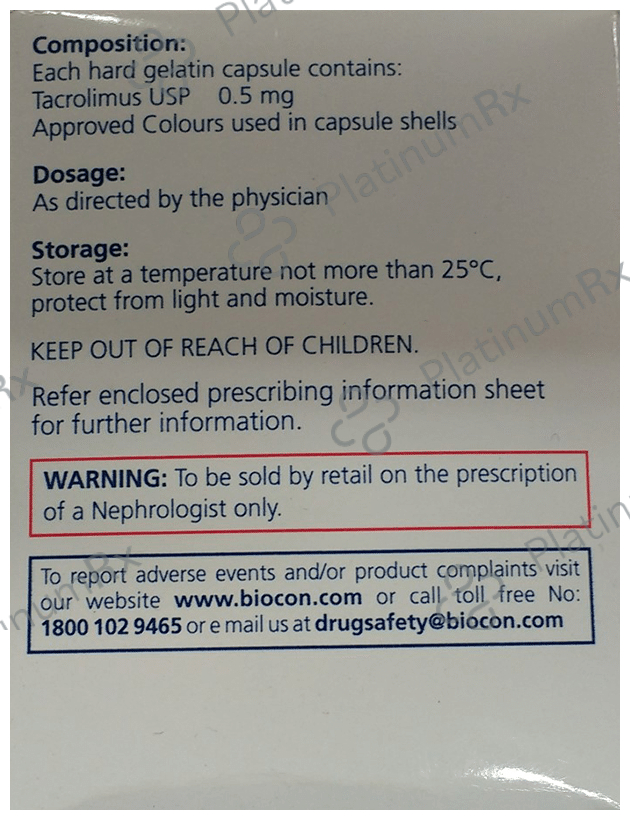 Composition:
Each hard gelatin capsule contains:
Tacrolimus USP 0.5 mg
Approved Colours used in capsule shells
Dosage:
As directed by the physician
Storage:
Store at a temperature not more than 25°C,
protect from light and moisture.
KEEP OUT OF REACH OF CHILDREN.
Refer enclosed prescribing information sheet
for further information.
WARNING: To be sold by retail on the prescription
of a Nephrologist only.
To report adverse events and/or product complaints visit
our website www.biocon.com or call toll free No:
1800 102 9465 or e mail us at drugsafety@biocon.com
PlatinumRx
PlatinumRx